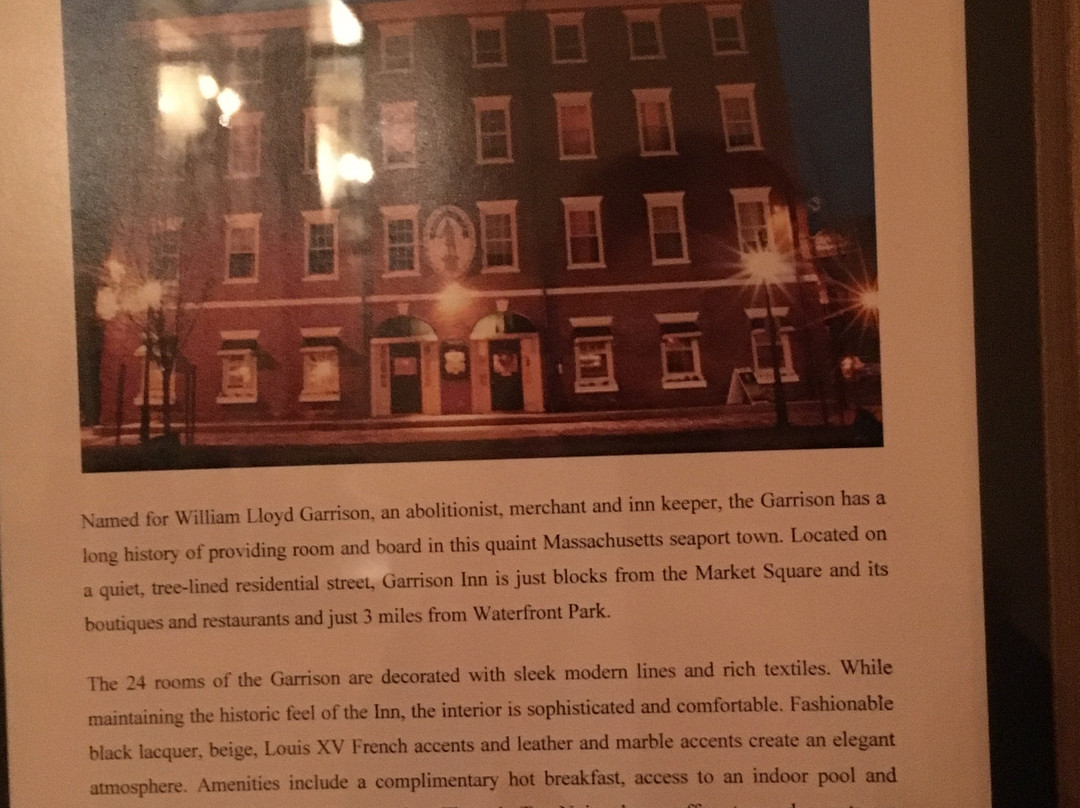 Named for William Lloyd Garrison, an abolitionist, merchant and inn keeper, the Garrison has a
long history of providing room and board in this quaint Massachusetts seaport town. Located on
a quiet, tree-lined residential street, Garrison Inn is just blocks from the Market Square and its
boutiques and restaurants and just 3 miles from Waterfront Park.
The 24 rooms of the Garrison are decorated with sleek modern lines and rich textiles. While
maintaining the historic feel of the Inn, the interior is sophisticated and comfortable. Fashionable
black lacquer, beige, Louis XV French accents and leather and marble accents create an elegant
atmosphere. Amenities include a complimentary hot breakfast, access to an indoor pool and